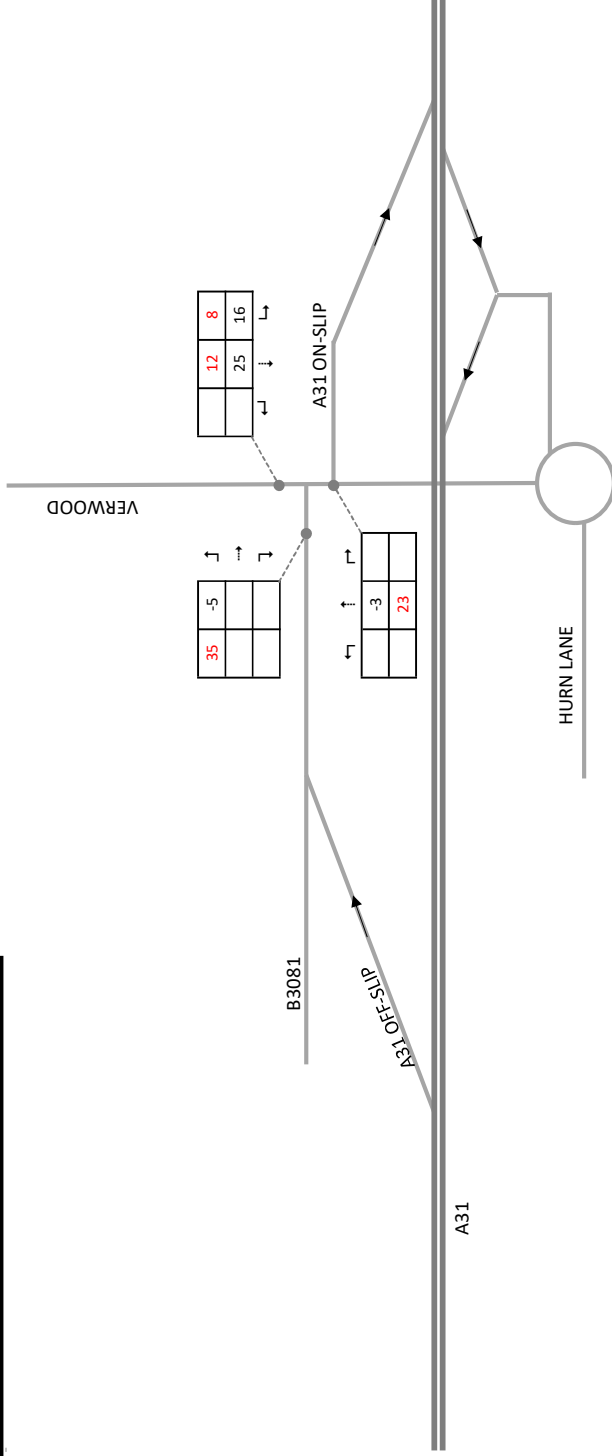 VERWOOD
12 8
25 16
A31 ON-SLIP
35 -5
-3
23
B3081
A31 OFF-SLIP
HURN LANE
A31